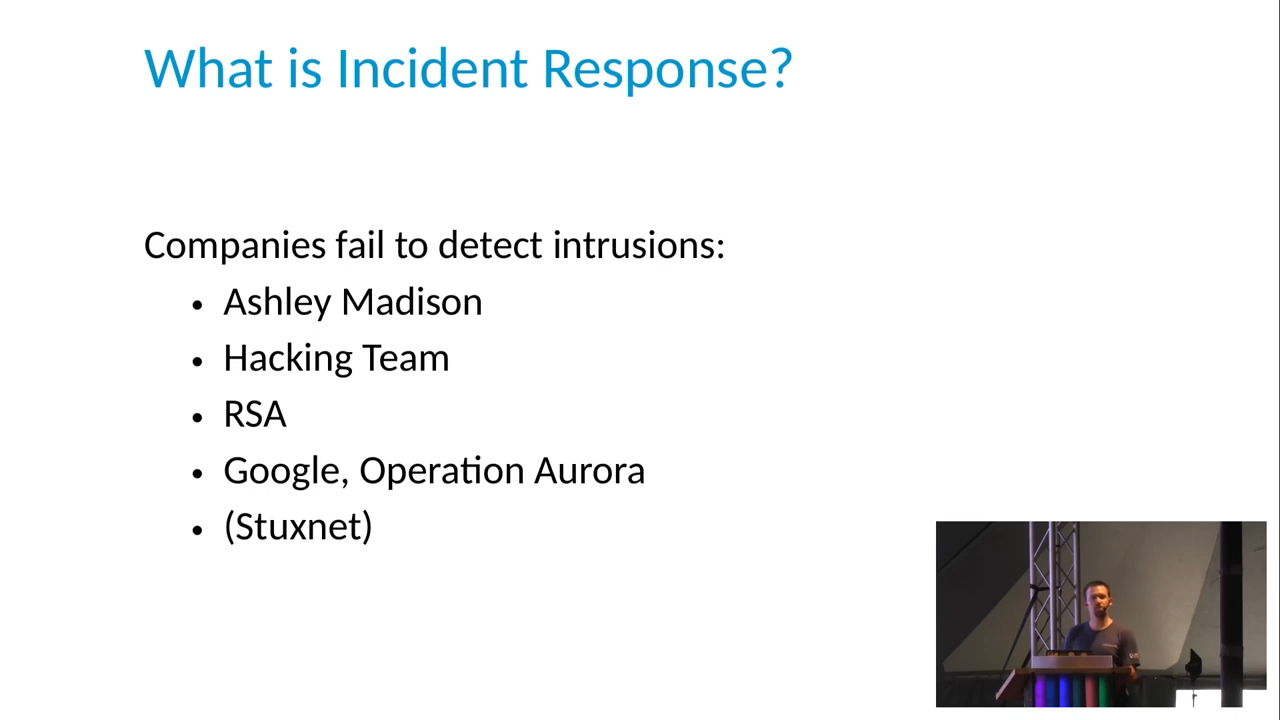 What is Incident Response?
Companies fail to detect intrusions:
• Ashley Madison
• Hacking Team
• RSA
• Google, Operation Aurora
• (Stuxnet)